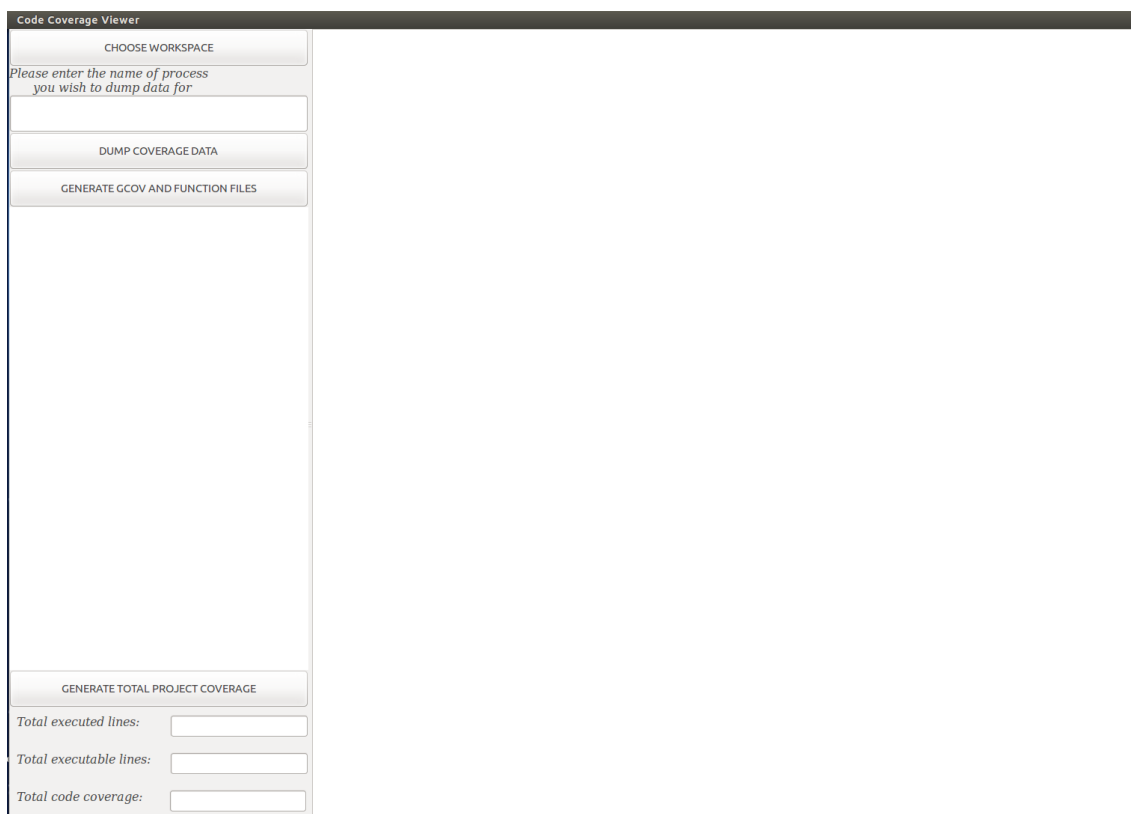 Code Coverage Viewer
CHOOSE WORKSPACE
Please enter the name of process
you wish to dump data for
DUMP COVERAGE DATA
GENERATE GCOV AND FUNCTION FILES
GENERATE TOTAL PROJECT COVERAGE
Total executed lines:
Total executable lines:
Total code coverage: